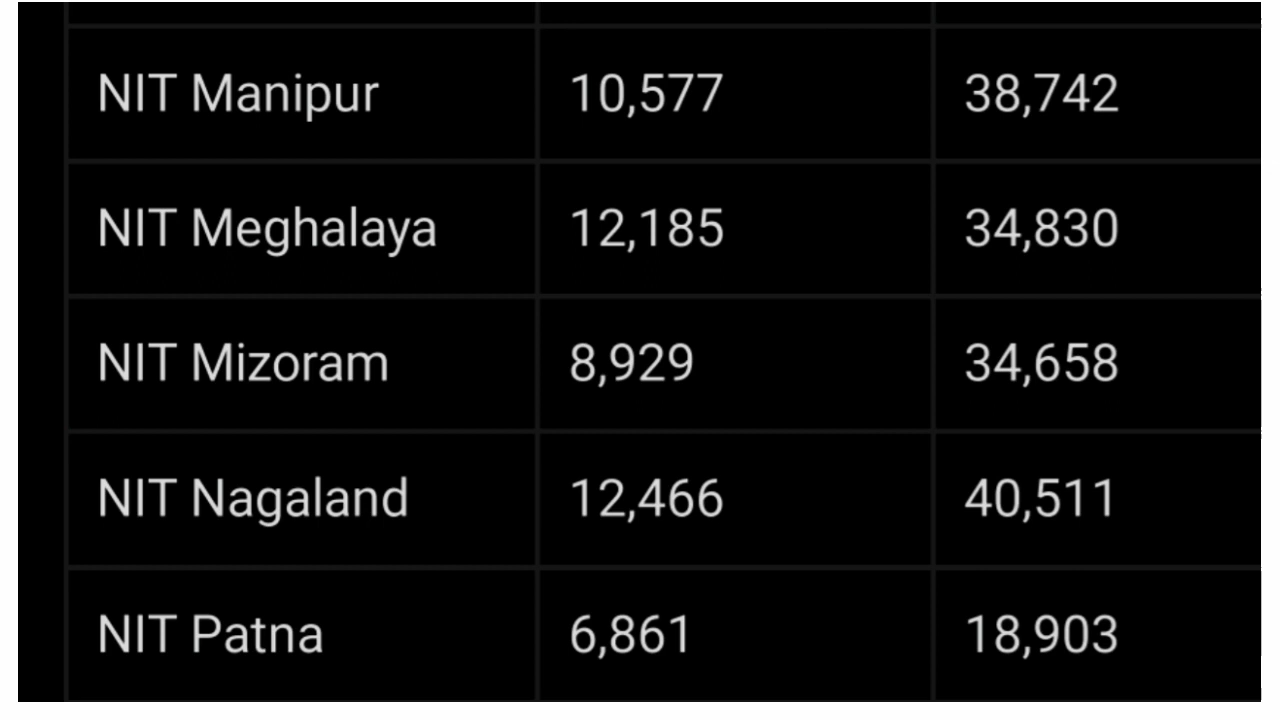 NIT Manipur 10,577 38,742
NIT Meghalaya 12,185 34,830
NIT Mizoram 8,929 34,658
NIT Nagaland 12,466 40,511
NIT Patna 6,861 18,903